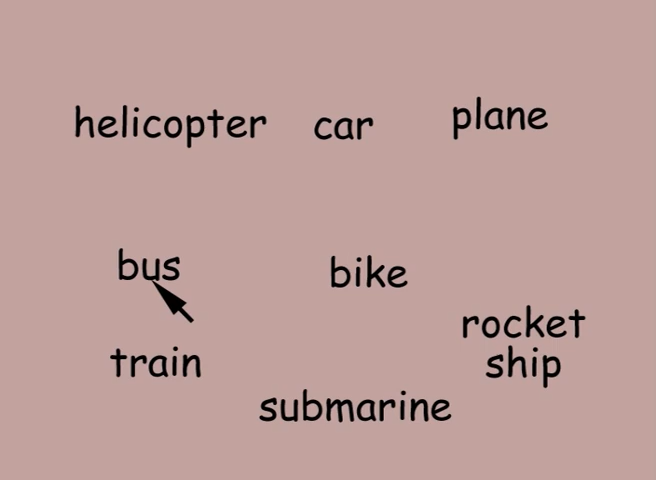 helicopter car plane
bus bike
rocket
train ship
submarine